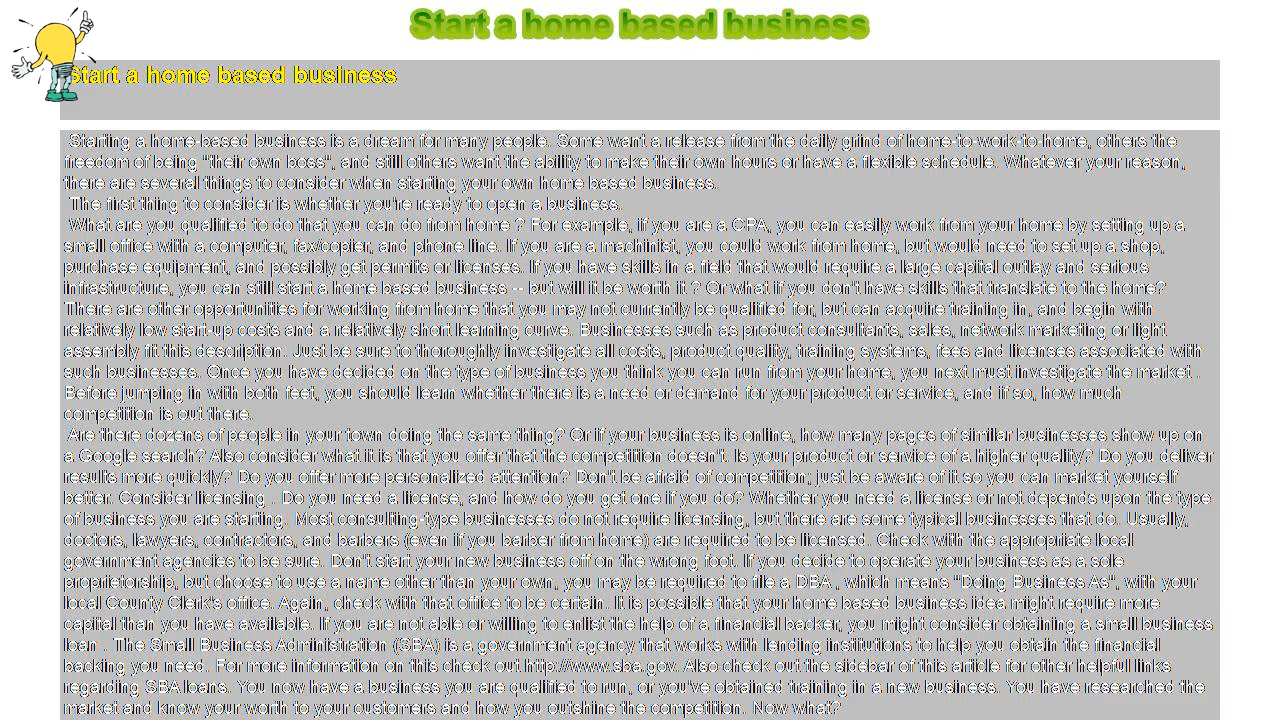 Start a home based business
Start a home based business
Starting a home-based business is a dream for many people. Some want a release from the daily grind of home-to-work-to-home, others the
freedom of being "their own boss", and still others want the ability to make their own hours or have a flexible schedule. Whatever your reason,
there are several things to consider when starting your own home based business.
The first thing to consider is whether you're ready to open a business.
What are you qualified to do that you can do from home ? For example, if you are a CPA, you can easily work from your home by setting up a
small office with a computer, fax/copier, and phone line. If you are a machinist, you could work from home, but would need to set up a shop,
purchase equipment, and possibly get permits or licenses. If you have skills in a field that would require a large capital outlay and serious
infrastructure, you can still start a home based business -- but will it be worth it ? Or what if you don't have skills that translate to the home?
There are other opportunities for working from home that you may not currently be qualified for, but can acquire training in, and begin with
relatively low start-up costs and a relatively short learning curve. Businesses such as product consultants, sales, network marketing or light
assembly fit this description. Just be sure to thoroughly investigate all costs, product quality, training systems, fees and licenses associated with
such businesses. Once you have decided on the type of business you think you can run from your home, you next must investigate the market .
Before jumping in with both feet, you should learn whether there is a need or demand for your product or service, and if so, how much
competition is out there.
Are there dozens of people in your town doing the same thing? Or if your business is online, how many pages of similar businesses show up on
a Google search? Also consider what it is that you offer that the competition doesn't. Is your product or service of a higher quality? Do you deliver
results more quickly? Do you offer more personalized attention? Don't be afraid of competition; just be aware of it so you can market yourself
better. Consider licensing . Do you need a license, and how do you get one if you do? Whether you need a license or not depends upon the type
of business you are starting. Most consulting-type businesses do not require licensing, but there are some typical businesses that do. Usually,
doctors, lawyers, contractors, and barbers (even if you barber from home) are required to be licensed. Check with the appropriate local
government agencies to be sure. Don't start your new business off on the wrong foot. If you decide to operate your business as a sole
proprietorship, but choose to use a name other than your own, you may be required to file a DBA , which means "Doing Business As", with your
local County Clerk's office. Again, check with that office to be certain. It is possible that your home based business idea might require more
capital than you have available. If you are not able or willing to enlist the help of a financial backer, you might consider obtaining a small business
loan . The Small Business Administration (SBA) is a government agency that works with lending institutions to help you obtain the financial
backing you need. For more information on this check out http://www.sba.gov. Also check out the sidebar of this article for other helpful links
regarding SBA loans. You now have a business you are qualified to run, or you've obtained training in a new business. You have researched the
market and know your worth to your customers and how you outshine the competition. Now what?